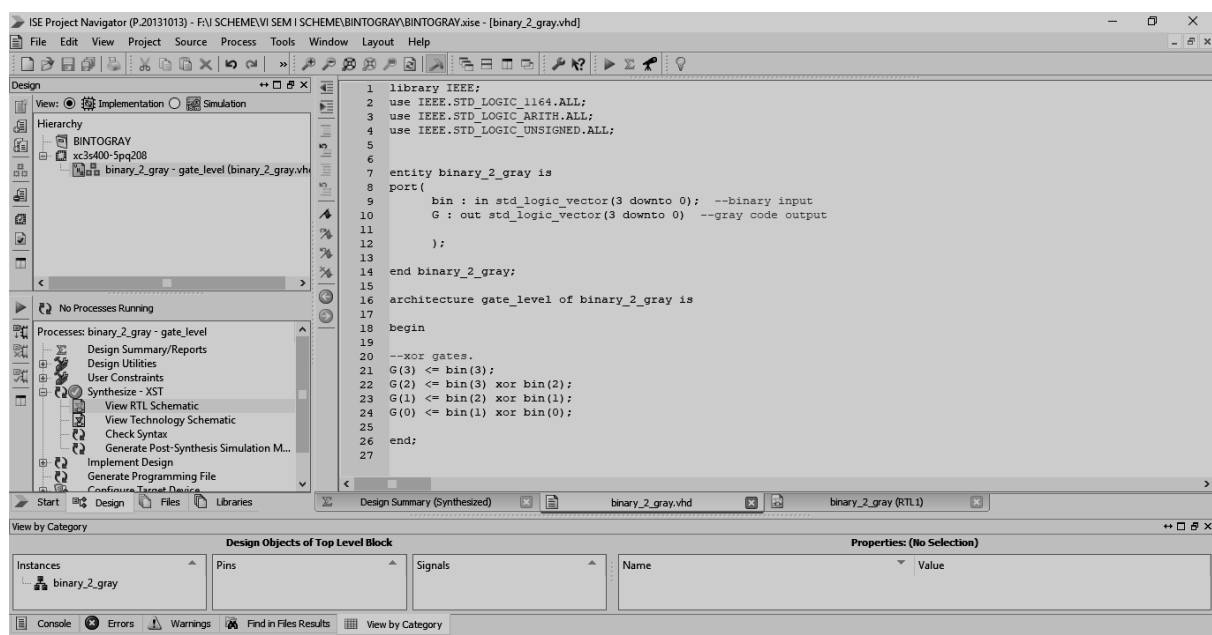 ISE Project Navigator (P.20131013) - F:\I SCHEME\VI SEM I SCHEME\BINTOGRAY\BINTOGRAY.xise - [binary_2_gray.vhd]
File Edit View Project Source Process Tools Window Layout Help
Design
View: Implementation Simulation
Hierarchy
BINTOGRAY
xc3s400-5pq208
binary_2_gray - gate_level (binary_2_gray.vh
No Processes Running
Processes: binary_2_gray - gate_level
Design Summary/Reports
Design Utilities
User Constraints
Synthesize - XST
View RTL Schematic
View Technology Schematic
Check Syntax
Generate Post-Synthesis Simulation M...
Implement Design
Generate Programming File
Configure Target Device
Start Design Files Libraries
1 library IEEE;
2 use IEEE.STD_LOGIC_1164.ALL;
3 use IEEE.STD_LOGIC_ARITH.ALL;
4 use IEEE.STD_LOGIC_UNSIGNED.ALL;
5
6
7 entity binary_2_gray is
8 port(
9 bin : in std_logic_vector(3 downto 0); --binary input
10 G : out std_logic_vector(3 downto 0) --gray code output
11
12 );
13
14 end binary_2_gray;
15
16 architecture gate_level of binary_2_gray is
17
18 begin
19
20 --xor gates.
21 G(3) <= bin(3);
22 G(2) <= bin(3) xor bin(2);
23 G(1) <= bin(2) xor bin(1);
24 G(0) <= bin(1) xor bin(0);
25
26 end;
27
Design Summary (Synthesized) binary_2_gray.vhd binary_2_gray (RTL1)
View by Category
Design Objects of Top Level Block Properties: (No Selection)
Instances Pins Signals Name Value
binary_2_gray
Console Errors Warnings Find in Files Results View by Category